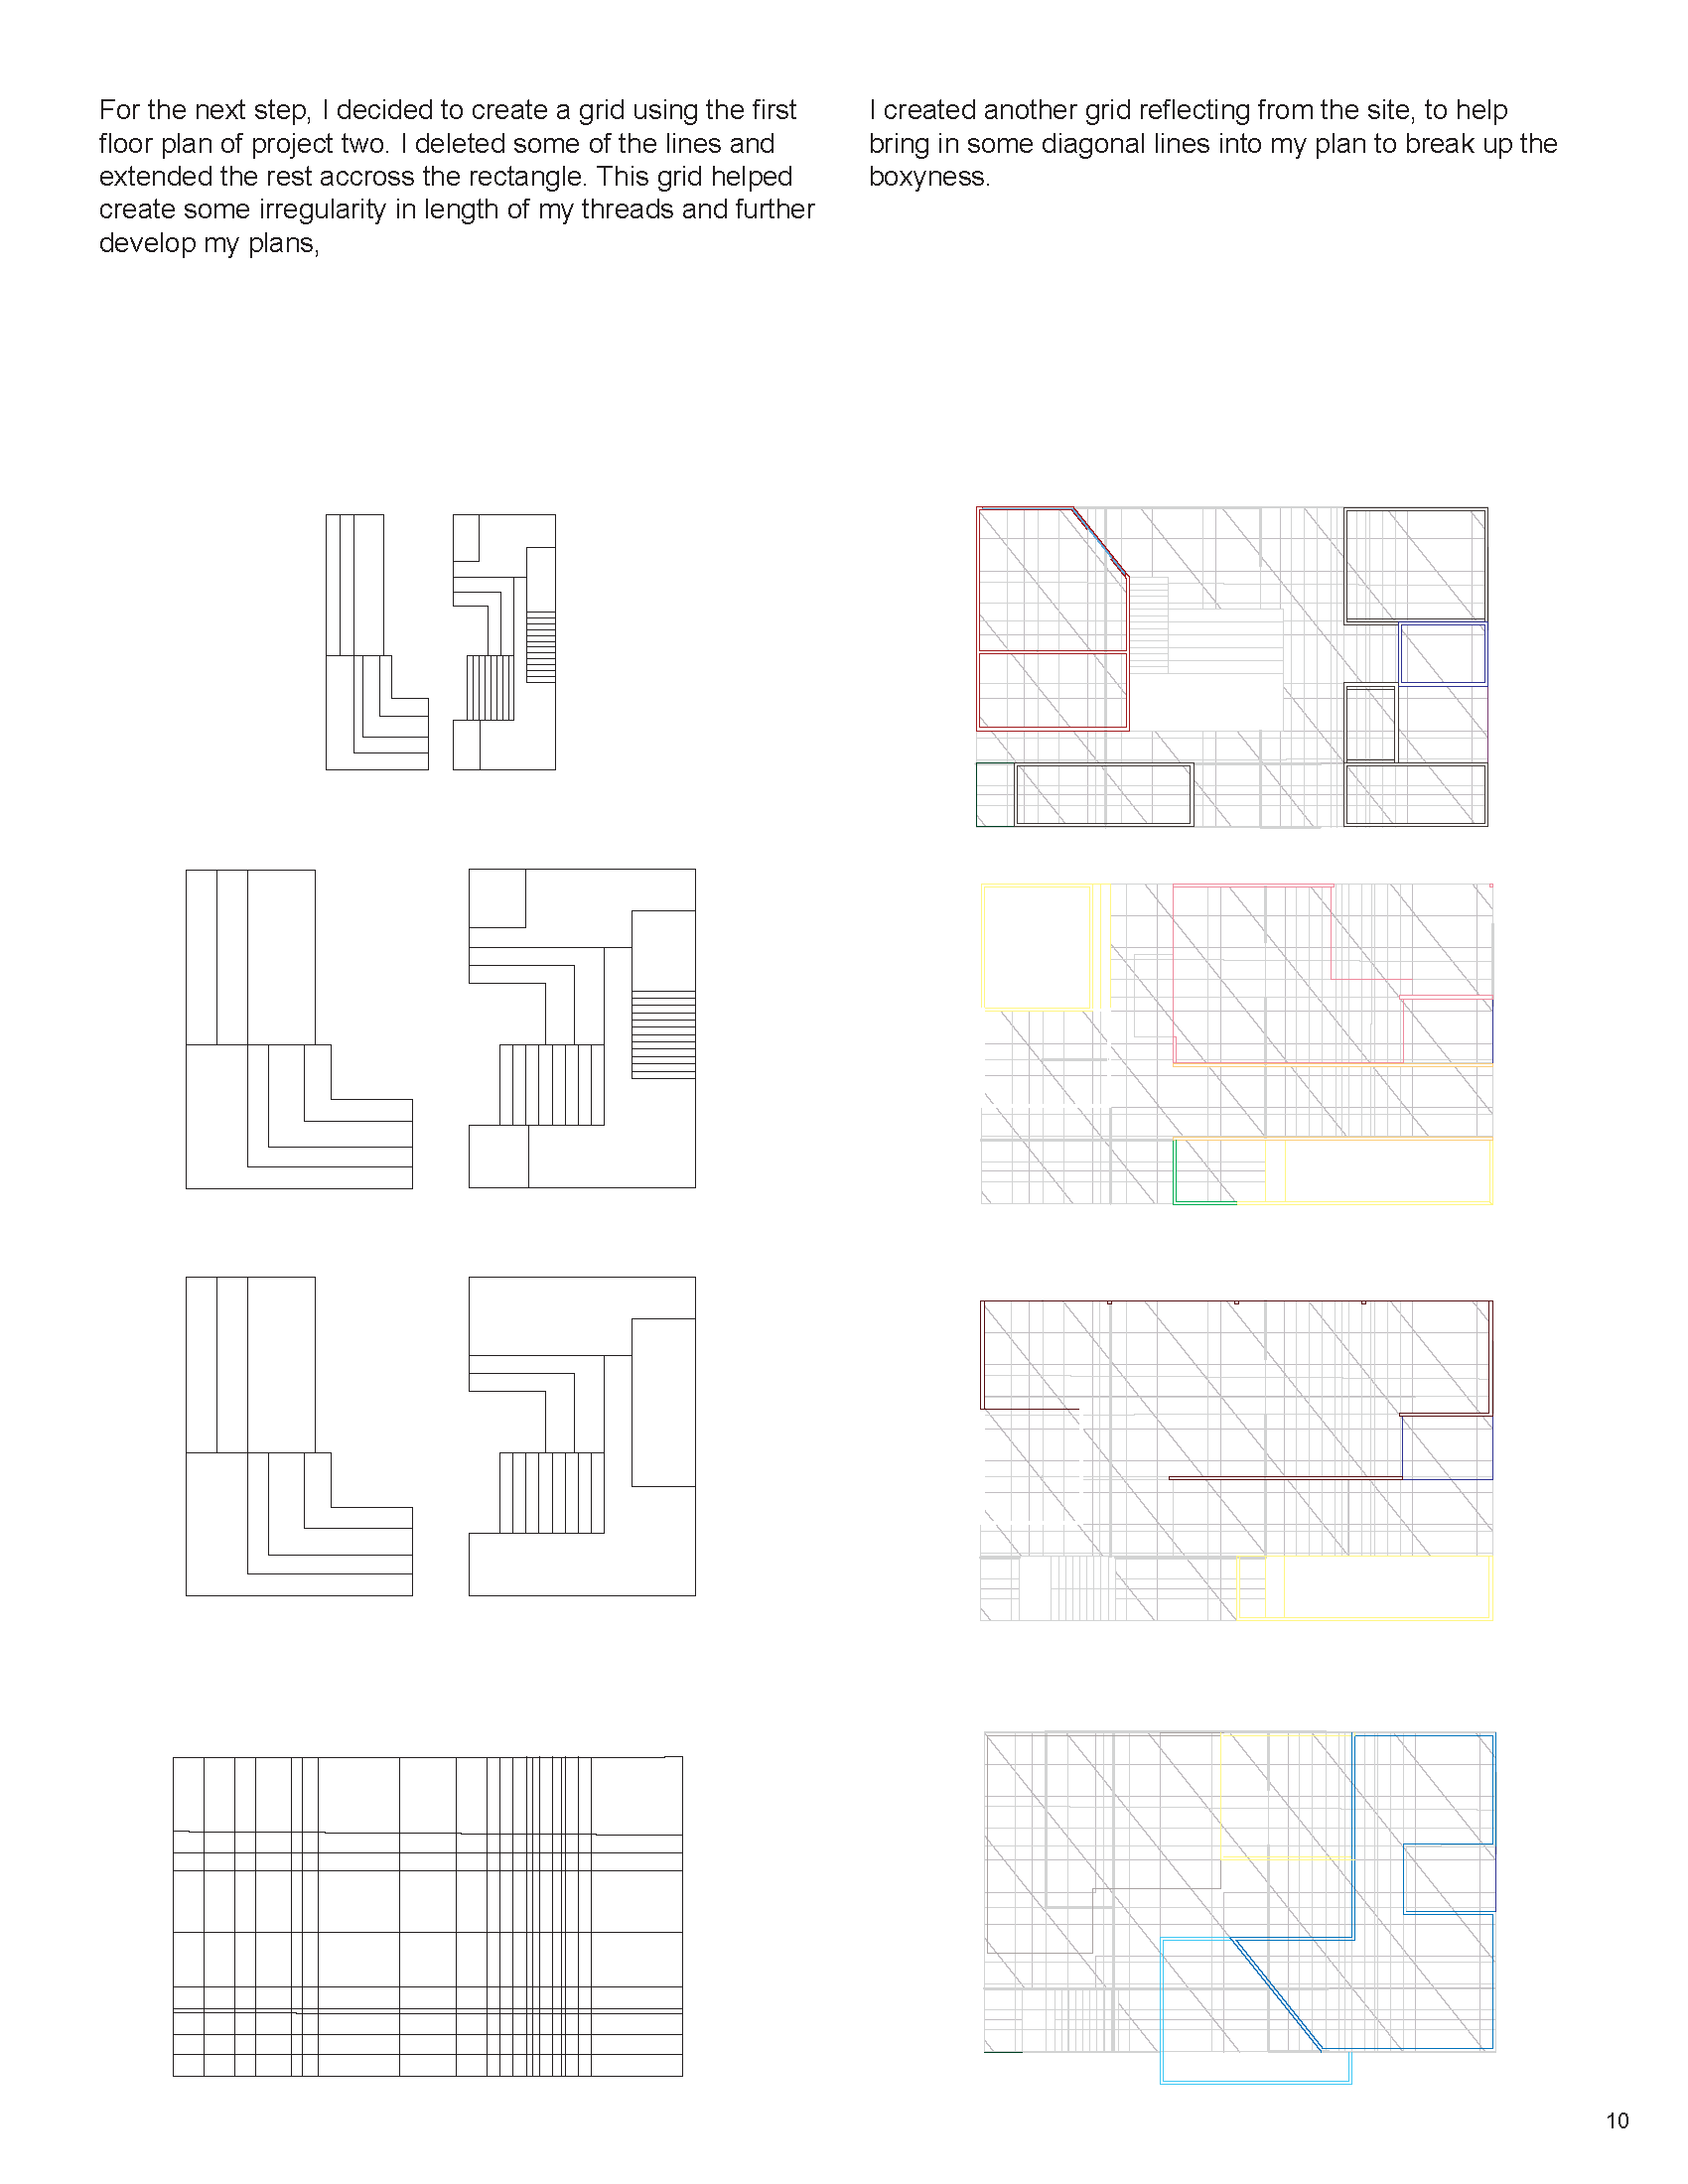 For the next step, I decided to create a grid using the first
floor plan of project two. I deleted some of the lines and
extended the rest accross the rectangle. This grid helped
create some irregularity in length of my threads and further
develop my plans,
I created another grid reflecting from the site, to help
bring in some diagonal lines into my plan to break up the
boxyness.
10